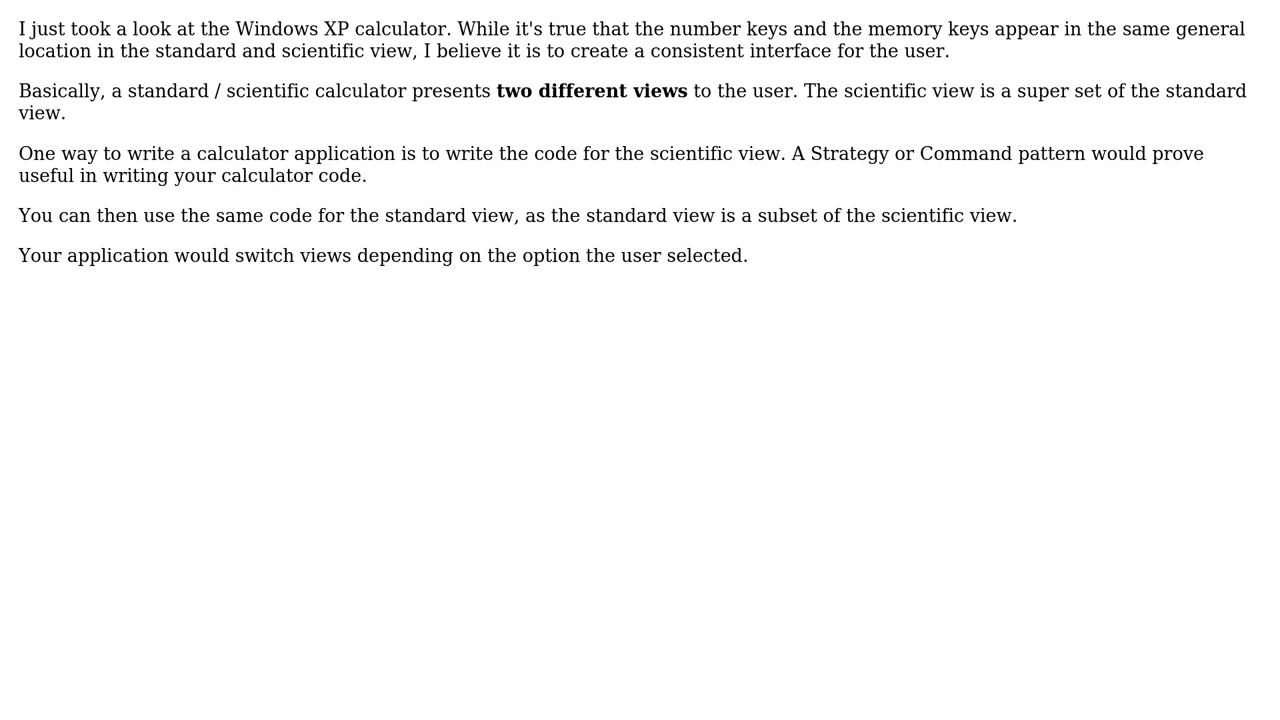 I just took a look at the Windows XP calculator. While it's true that the number keys and the memory keys appear in the same general
location in the standard and scientific view, I believe it is to create a consistent interface for the user.
Basically, a standard / scientific calculator presents two different views to the user. The scientific view is a super set of the standard
view.
One way to write a calculator application is to write the code for the scientific view. A Strategy or Command pattern would prove
useful in writing your calculator code.
You can then use the same code for the standard view, as the standard view is a subset of the scientific view.
Your application would switch views depending on the option the user selected.